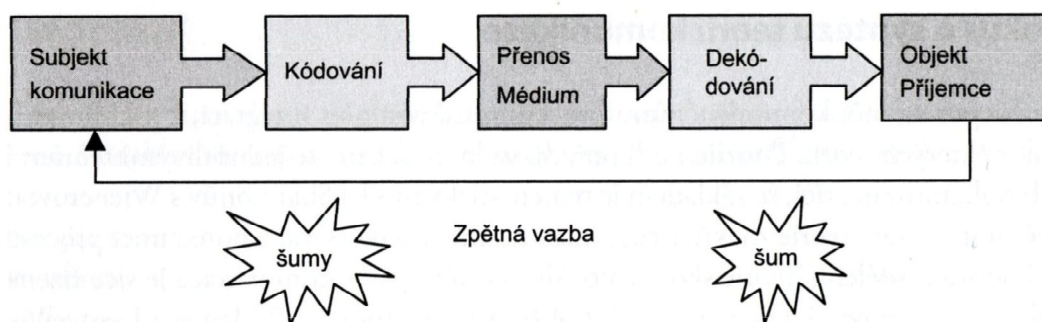 Subjekt
komunikace
Kódování
Přenos
Médium
Dekó-
dování
Objekt
Příjemce
Zpětná vazba
šumy
šum